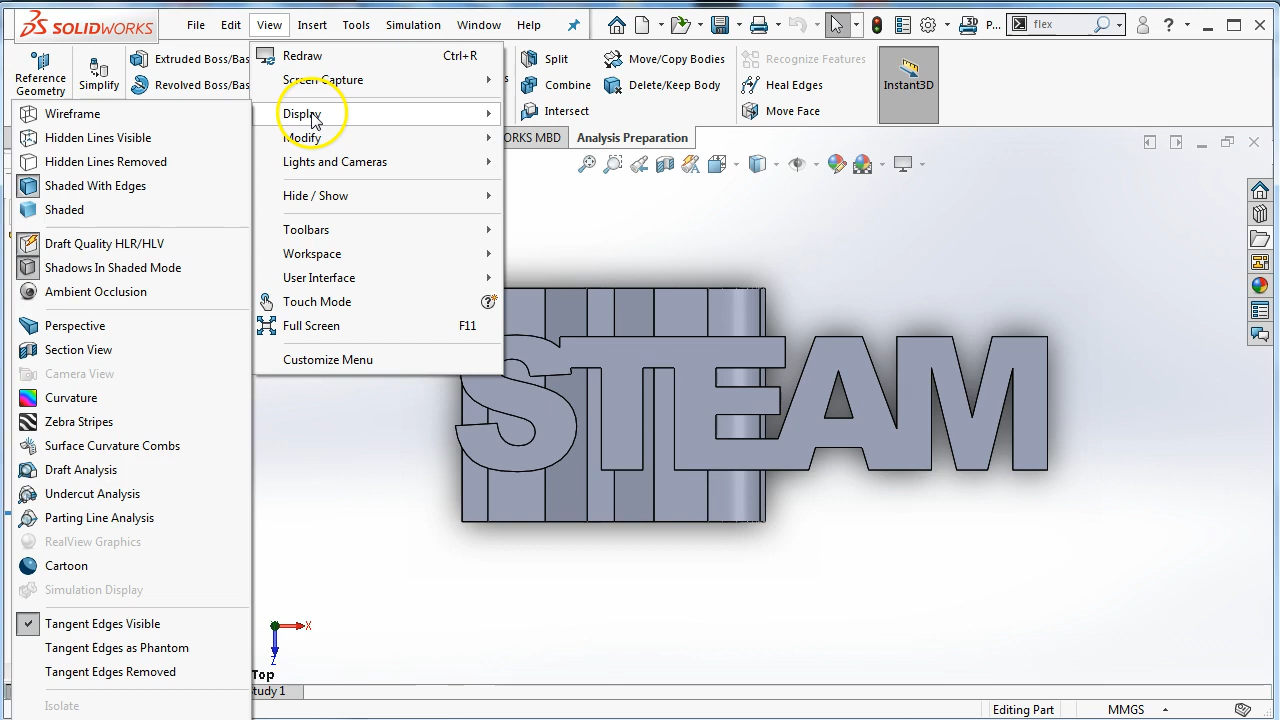 SOLIDWORKS
File Edit View Insert Tools Simulation Window Help
P... flex
Reference Geometry
Simplify
Extruded Boss/Bas
Revolved Boss/Bas
Split
Combine
Intersect
Move/Copy Bodies
Delete/Keep Body
Recognize Features
Heal Edges
Move Face
Instant3D
ORKS MBD
Analysis Preparation
Redraw Ctrl+R
Screen Capture
Display
Modify
Lights and Cameras
Hide / Show
Toolbars
Workspace
User Interface
Touch Mode
Full Screen F11
Customize Menu
Wireframe
Hidden Lines Visible
Hidden Lines Removed
Shaded With Edges
Shaded
Draft Quality HLR/HLV
Shadows In Shaded Mode
Ambient Occlusion
Perspective
Section View
Camera View
Curvature
Zebra Stripes
Surface Curvature Combs
Draft Analysis
Undercut Analysis
Parting Line Analysis
RealView Graphics
Cartoon
Simulation Display
Tangent Edges Visible
Tangent Edges as Phantom
Tangent Edges Removed
Isolate
STEAM
X
Z
Top
tudy 1
Editing Part
MMGS